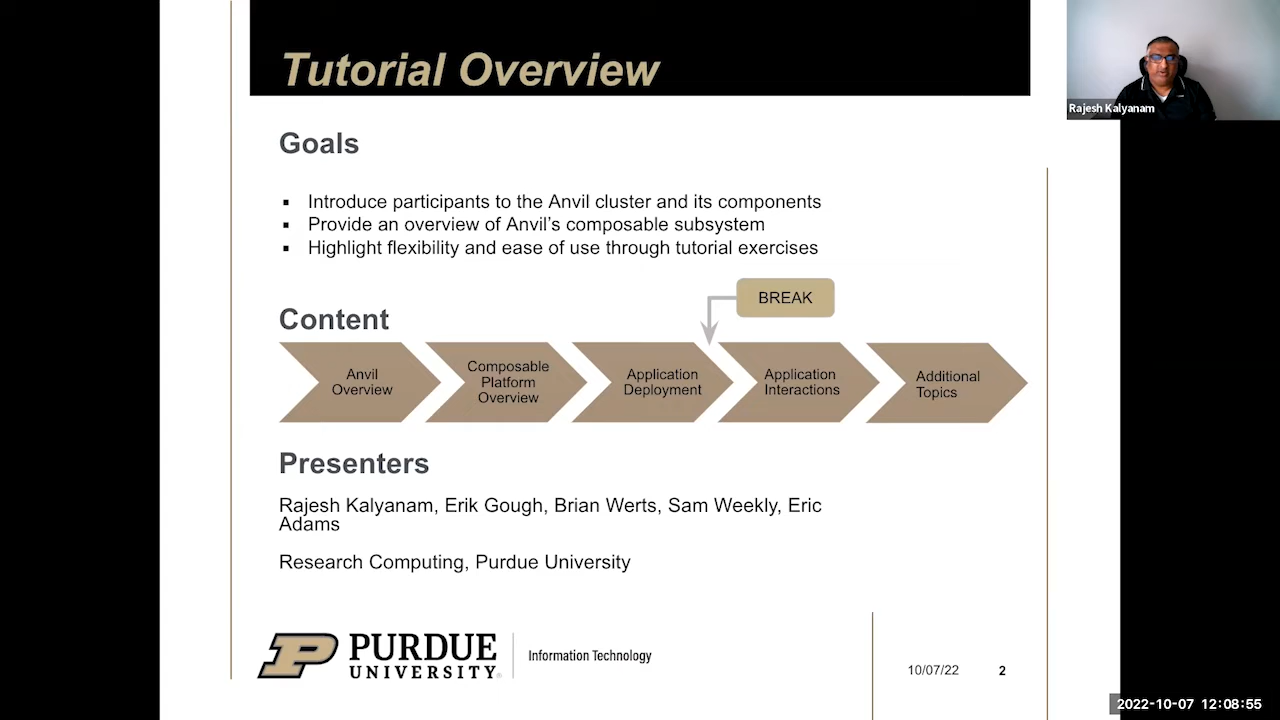 Tutorial Overview
Rajesh Kalyanam
Goals
▪ Introduce participants to the Anvil cluster and its components
▪ Provide an overview of Anvil's composable subsystem
▪ Highlight flexibility and ease of use through tutorial exercises
BREAK
Content
Anvil
Overview
Composable
Platform
Overview
Application
Deployment
Application
Interactions
Additional
Topics
Presenters
Rajesh Kalyanam, Erik Gough, Brian Werts, Sam Weekly, Eric
Adams
Research Computing, Purdue University
P PURDUE
UNIVERSITY®
Information Technology
10/07/22 2
2022-10-07 12:08:55